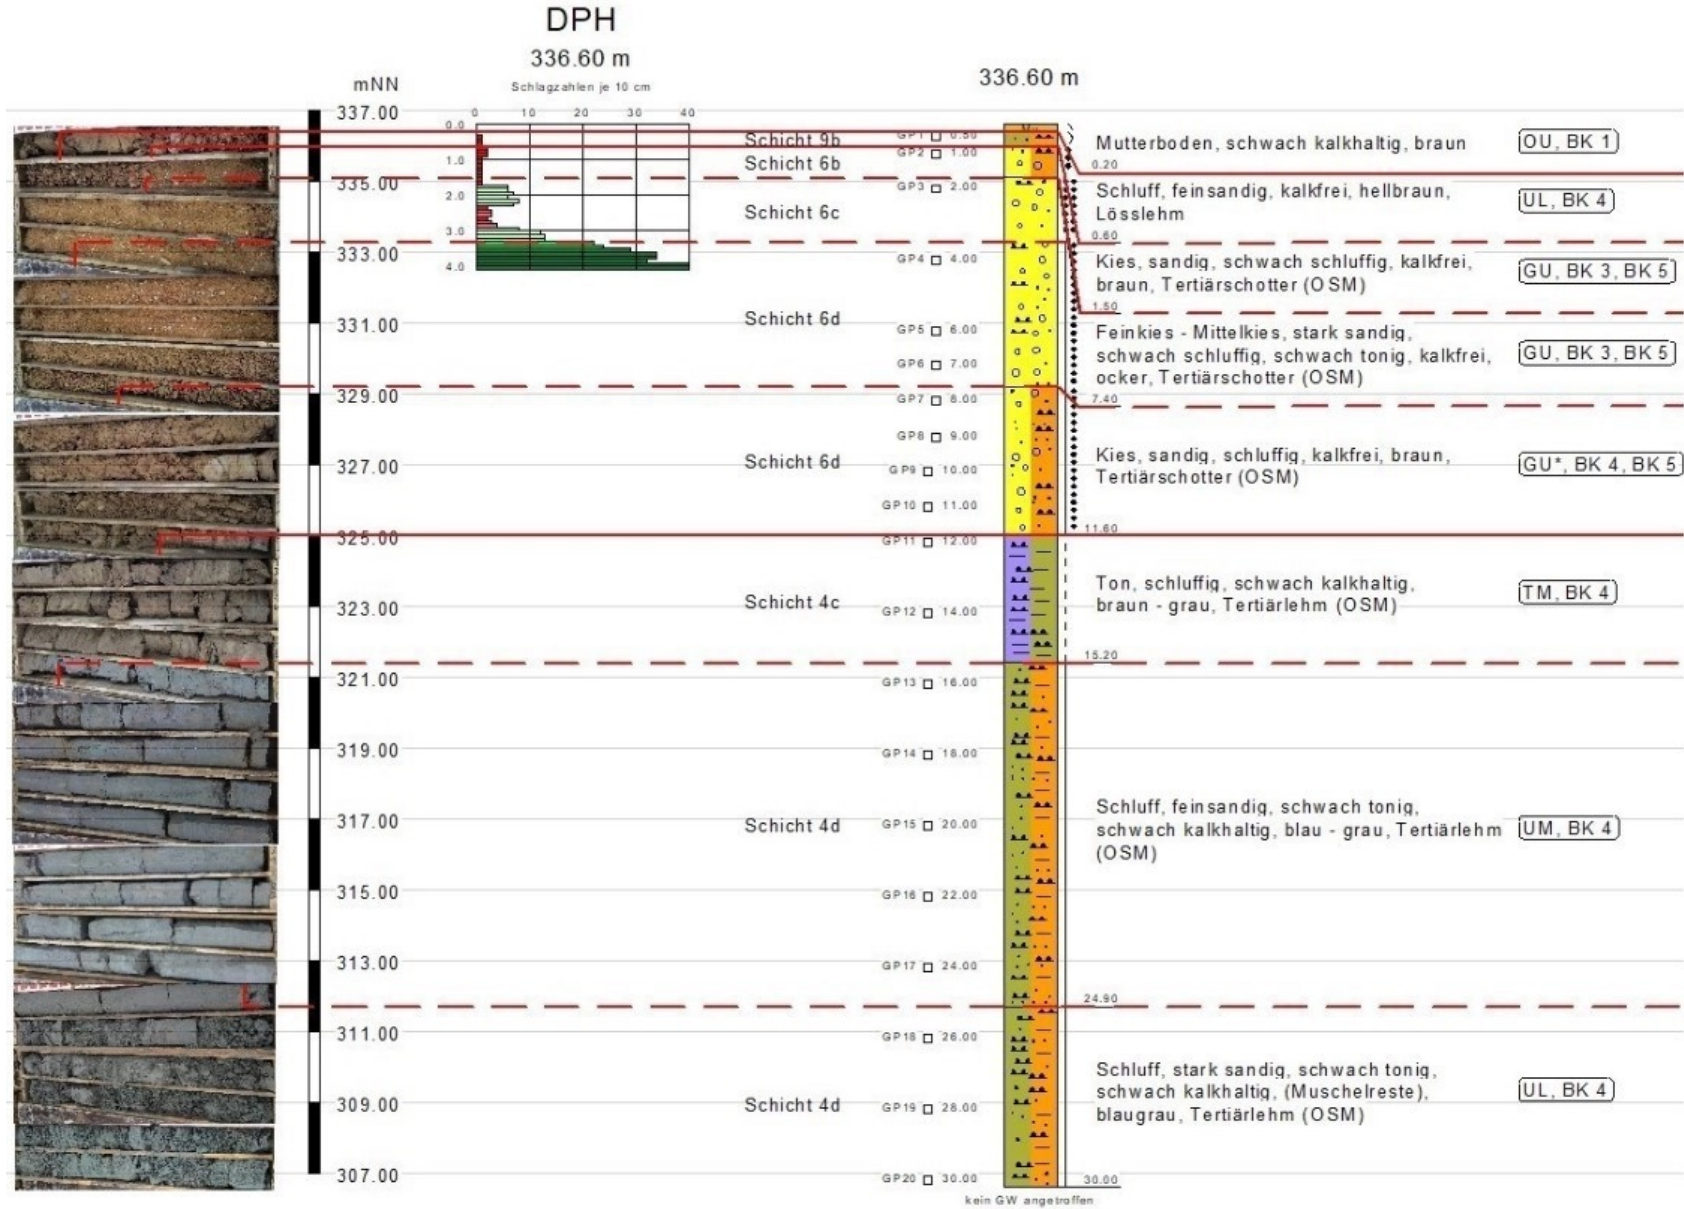 DPH
336.60 m
Schlagzahlen je 10 cm
336.60 m
mNN
337.00
335.00
333.00
331.00
329.00
327.00
325.00
323.00
321.00
319.00
317.00
315.00
313.00
311.00
309.00
307.00
0 10 20 30 40
0.0
1.0
2.0
3.0
4.0
Schicht 9b
Schicht 6b
Schicht 6c
Schicht 6d
Schicht 6d
Schicht 4c
Schicht 4d
Schicht 4d
GP1 0.50
GP2 1.00
GP3 2.00
GP4 4.00
GP5 6.00
GP6 7.00
GP7 8.00
GP8 9.00
GP9 10.00
GP10 11.00
GP11 12.00
GP12 14.00
GP13 16.00
GP14 18.00
GP15 20.00
GP16 22.00
GP17 24.00
GP18 26.00
GP19 28.00
GP20 30.00
kein GW angetroffen
Mutterboden, schwach kalkhaltig, braun
OU, BK 1
0.20
Schluff, feinsandig, kalkfrei, hellbraun,
Lösslehm
UL, BK 4
0.60
Kies, sandig, schwach schluffig, kalkfrei,
braun, Tertiärschotter (OSM)
GU, BK 3, BK 5
1.50
Feinkies - Mittelkies, stark sandig,
schwach schluffig, schwach tonig, kalkfrei,
ocker, Tertiärschotter (OSM)
GU, BK 3, BK 5
7.40
Kies, sandig, schluffig, kalkfrei, braun,
Tertiärschotter (OSM)
GU*, BK 4, BK 5
11.60
Ton, schluffig, schwach kalkhaltig,
braun - grau, Tertiärlehm (OSM)
TM, BK 4
15.20
Schluff, feinsandig, schwach tonig,
schwach kalkhaltig, blau - grau, Tertiärlehm
(OSM)
UM, BK 4
24.90
Schluff, stark sandig, schwach tonig,
schwach kalkhaltig, (Muschelreste),
blaugrau, Tertiärlehm (OSM)
UL, BK 4
30.00